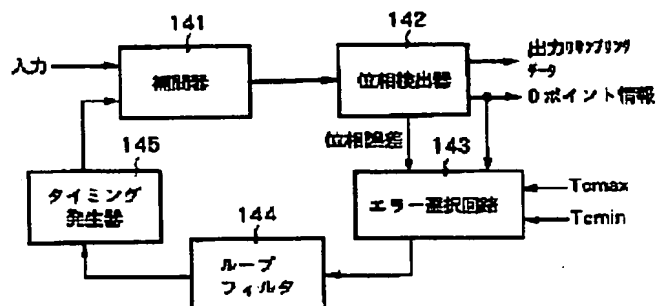 141
142
入力
補間器
位相検出器
出力リサンプリング
データ
0ポイント情報
位相誤差
143
145
タイミング
発生器
エラー選択回路
Tcmax
Tcmin
144
ループ
フィルタ